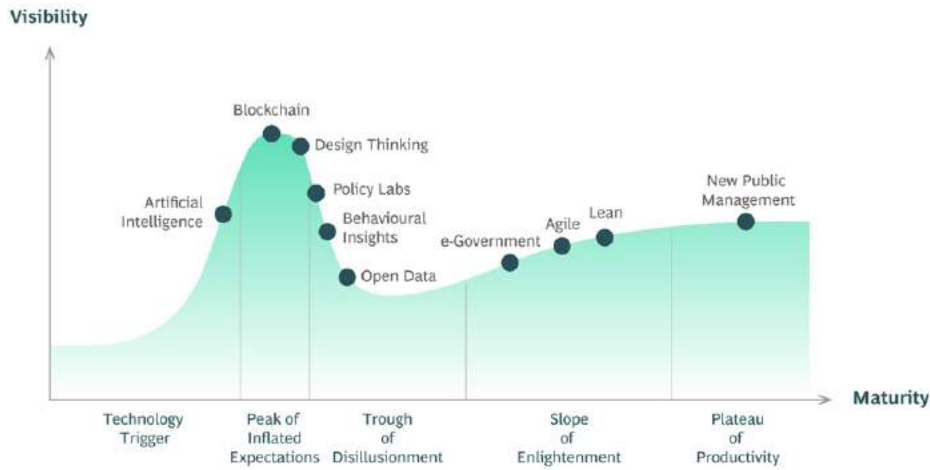 Visibility
Blockchain
Design Thinking
Policy Labs
Artificial
Intelligence
Behavioural
Insights
Open Data
e-Government
Agile
Lean
New Public
Management
Maturity
Technology
Trigger
Peak of
Inflated
Expectations
Trough
of
Disillusionment
Slope
of
Enlightenment
Plateau
of
Productivity